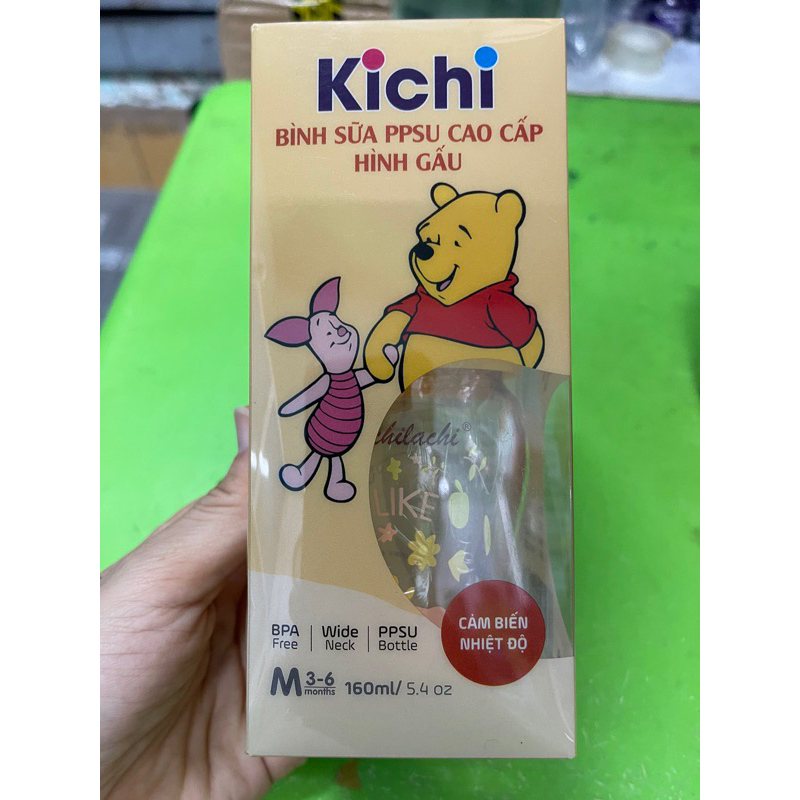 Kichi
BÌNH SỮA PPSU CAO CẤP
HÌNH GẤU
chilachi®
LIKE
BPA Free | Wide Neck | PPSU Bottle
CẢM BIẾN
NHIỆT ĐỘ
M 3-6 months 160ml/ 5.4 oz